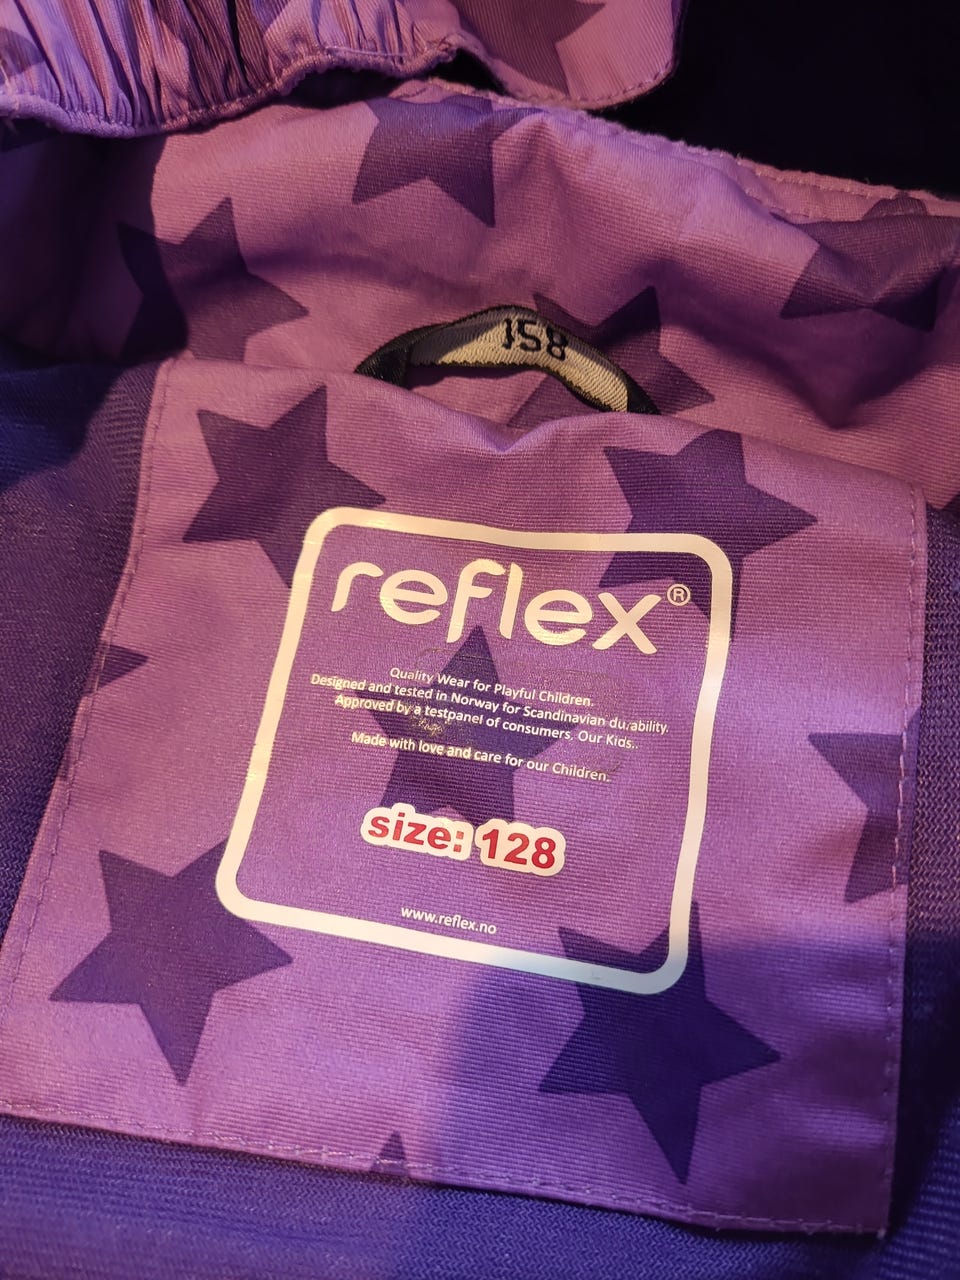 128
reflex®
Quality Wear for Playful Children.
Designed and tested in Norway for Scandinavian durability.
Approved by a testpanel of consumers, Our Kids..
Made with love and care for our Children.
size: 128
www.reflex.no